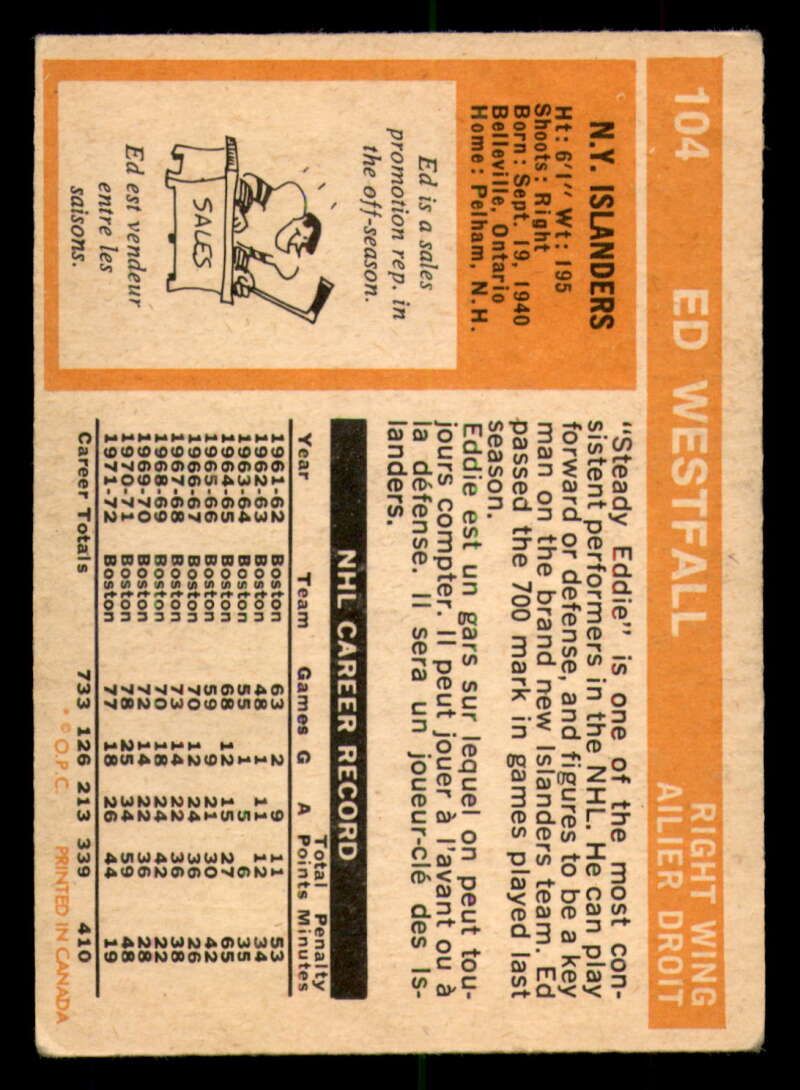 104 ED WESTFALL RIGHT WING
AILIER DROIT
N.Y. ISLANDERS
Ht: 6'1" Wt: 195
Shoots: Right
Born: Sept. 19, 1940
Belleville, Ontario
Home: Pelham, N.H.
Ed is a sales
promotion rep. in
the off-season.
SALES
Ed est vendeur
entre les
saisons.
"Steady Eddie" is one of the most con-
sistent performers in the NHL. He can play
forward or defense, and figures to be a key
man on the brand new Islanders team. Ed
passed the 700 mark in games played last
season.
Eddie est un gars sur lequel on peut tou-
jours compter. Il peut jouer à l'avant ou à
la défense. Il sera un joueur-clé des Is-
landers.
NHL CAREER RECORD
Total Penalty
Year Team Games G A Points Minutes
1961-62 Boston 63 2 9 11 53
1962-63 Boston 48 1 11 12 34
1963-64 Boston 55 1 5 6 35
1964-65 Boston 68 12 15 27 65
1965-66 Boston 59 9 21 30 42
1966-67 Boston 70 12 24 36 26
1967-68 Boston 73 14 22 36 38
1968-69 Boston 70 18 24 42 22
1969-70 Boston 72 14 22 36 28
1970-71 Boston 78 25 34 59 48
1971-72 Boston 77 18 26 44 19
Career Totals 733 126 213 339 410
* © O.P.C. PRINTED IN CANADA